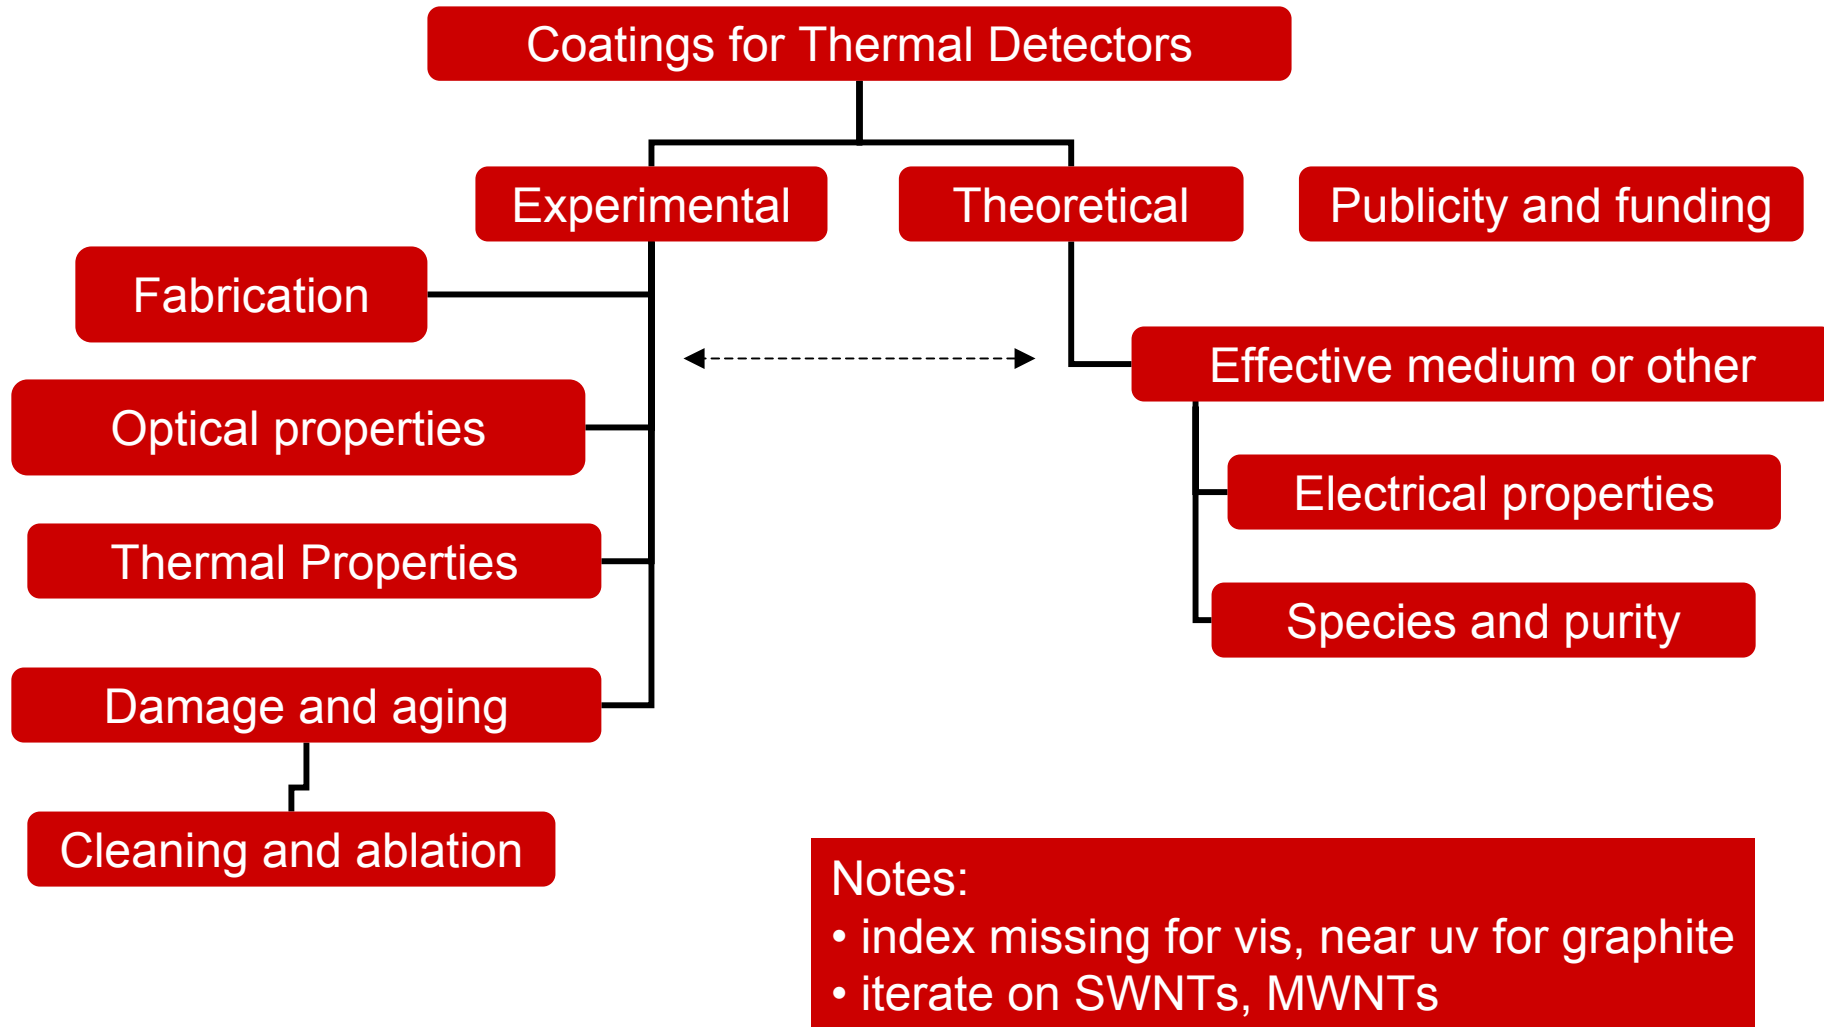 Coatings for Thermal Detectors
Experimental
Theoretical
Publicity and funding
Fabrication
Effective medium or other
Optical properties
Electrical properties
Thermal Properties
Species and purity
Damage and aging
Cleaning and ablation
Notes:
• index missing for vis, near uv for graphite
• iterate on SWNTs, MWNTs